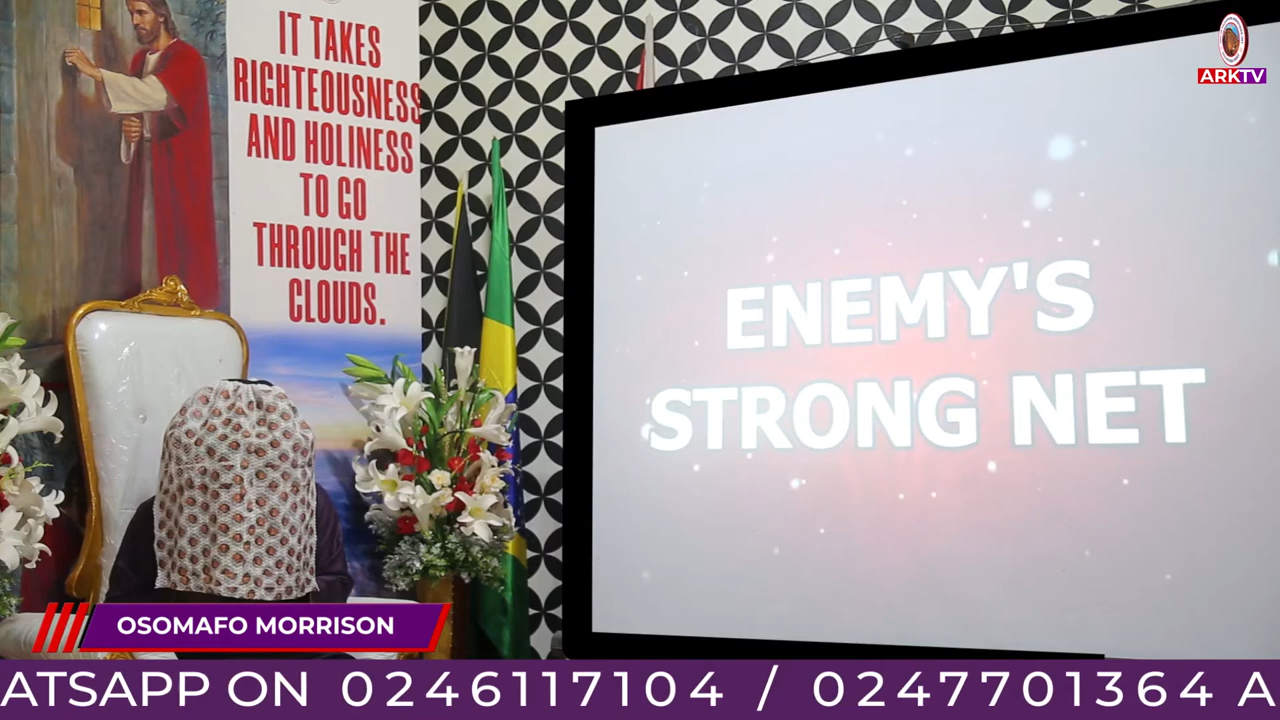 IT TAKES
RIGHTEOUSNESS
AND HOLINESS
TO GO
THROUGH THE
CLOUDS.
ARKTV
ENEMY'S
STRONG NET
OSOMAFO MORRISON
ATSAPP ON 0246117104 / 0247701364 A